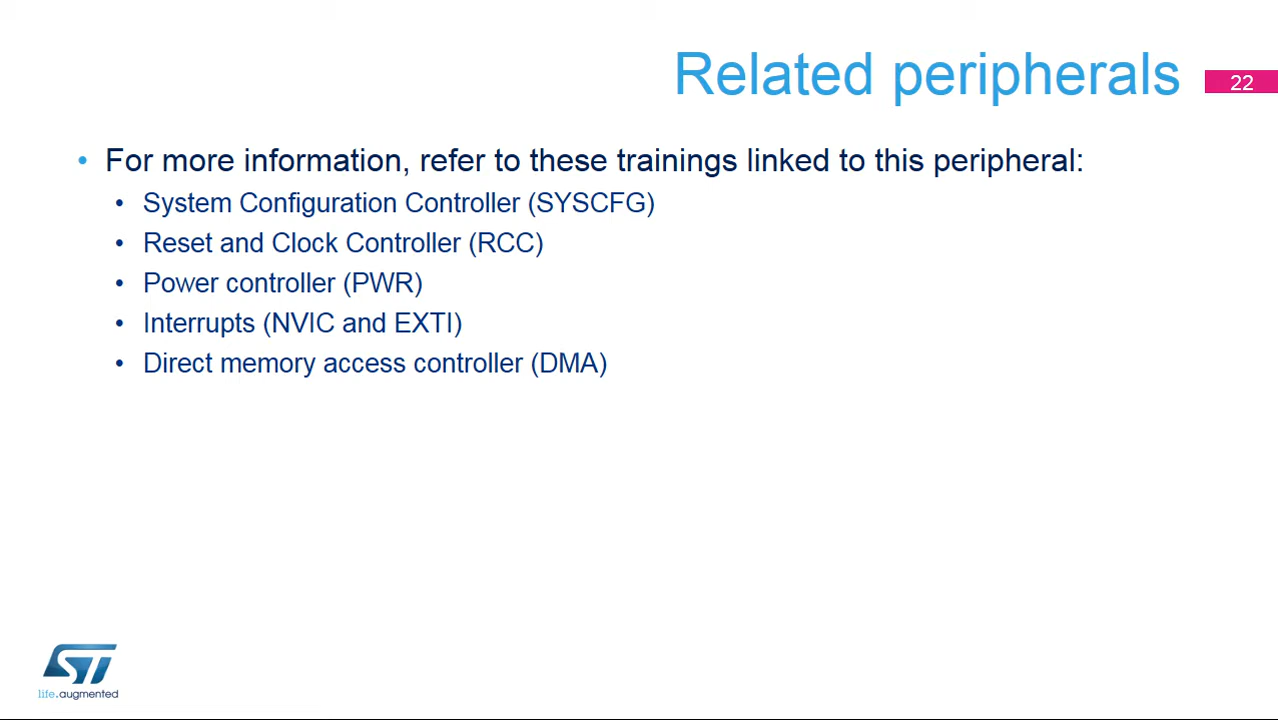 Related peripherals
22
• For more information, refer to these trainings linked to this peripheral:
• System Configuration Controller (SYSCFG)
• Reset and Clock Controller (RCC)
• Power controller (PWR)
• Interrupts (NVIC and EXTI)
• Direct memory access controller (DMA)
ST
life.augmented